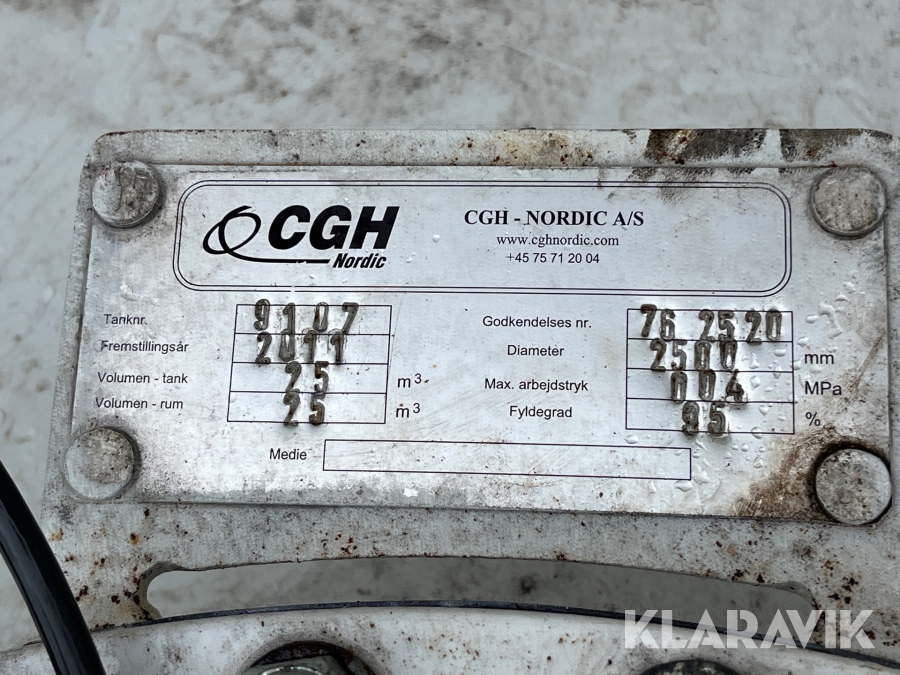 CGH
Nordic
CGH - NORDIC A/S
www.cghnordic.com
+45 75 71 20 04
Tanknr. 9107
Fremstillingsår 2011
Volumen - tank 25 m³
Volumen - rum 25 m³
Godkendelses nr. 76 2520
Diameter 2500 mm
Max. arbejdstryk 004 MPa
Fyldegrad 95 %
Medie
KLARAVIK